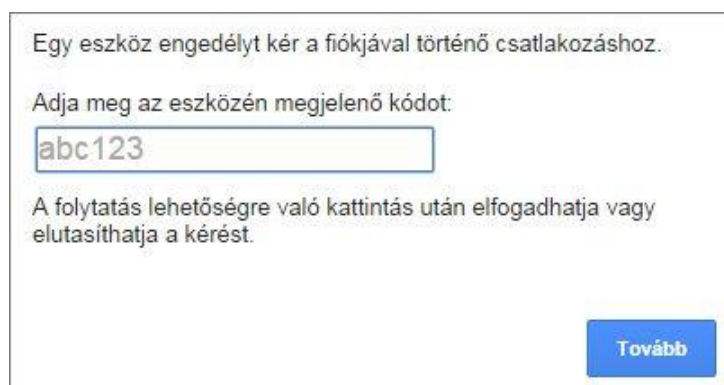 Egy eszköz engedélyt kér a fiókjával történő csatlakozáshoz.
Adja meg az eszközén megjelenő kódot:
abc123
A folytatás lehetőségre való kattintás után elfogadhatja vagy
elutasíthatja a kérést.
Tovább